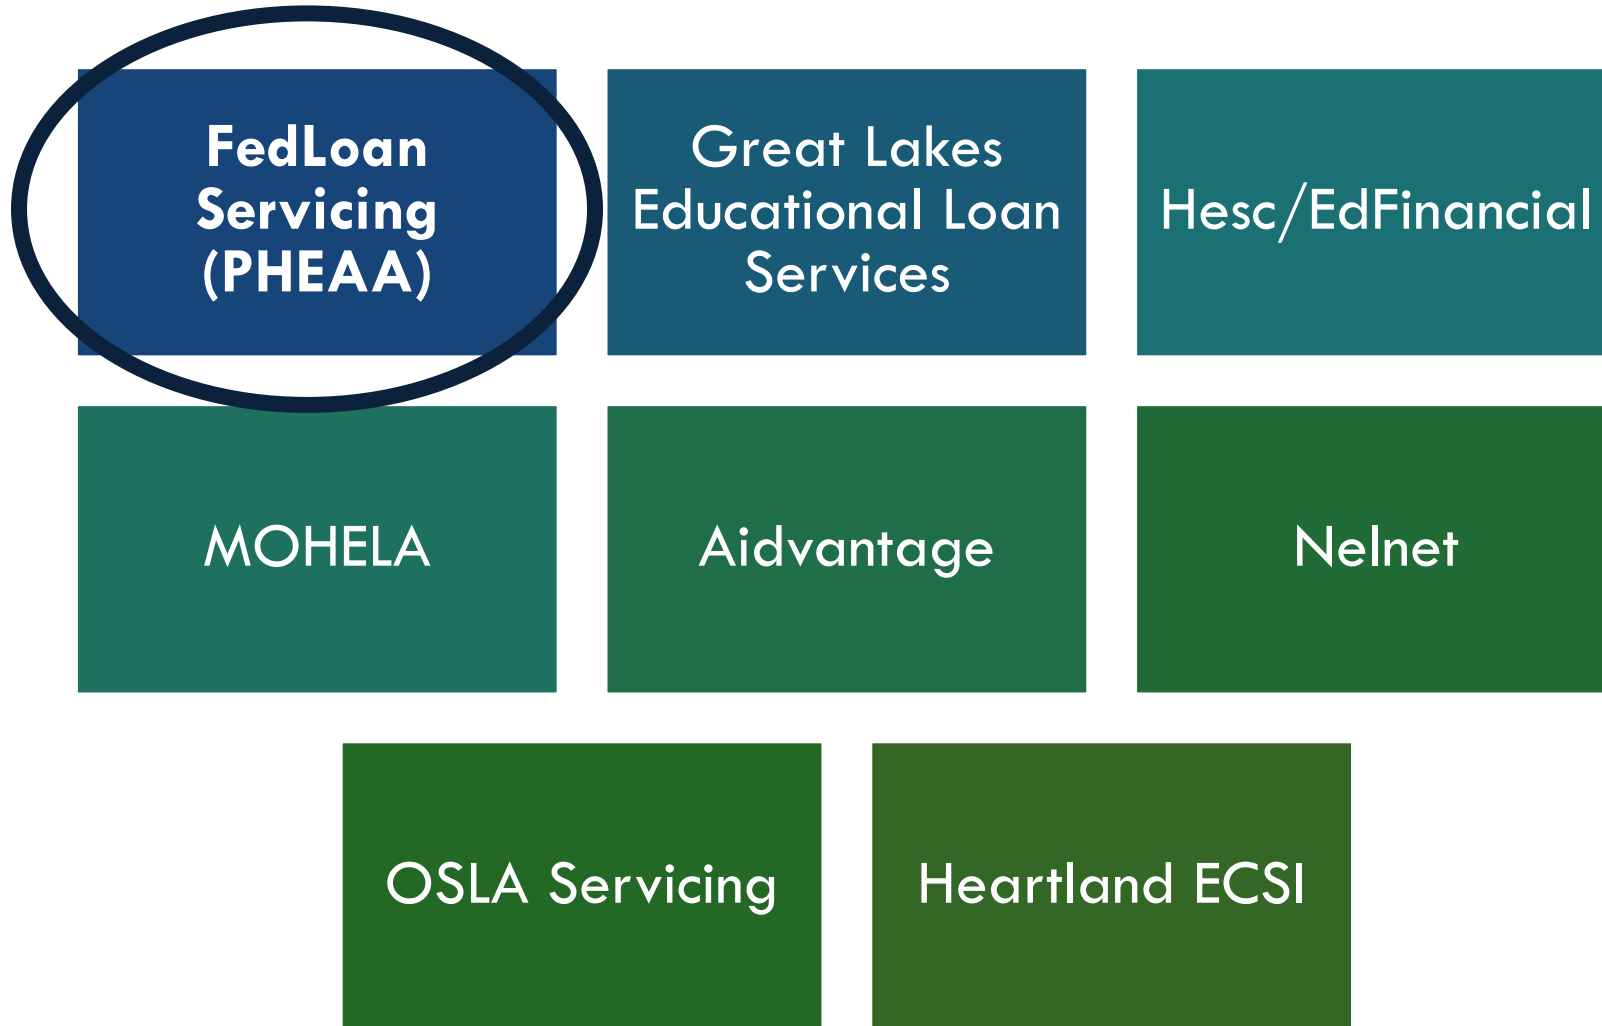 FedLoan
Servicing
(PHEAA)
Great Lakes
Educational Loan
Services
Hesc/EdFinancial
MOHELA
Aidvantage
Nelnet
OSLA Servicing
Heartland ECSI